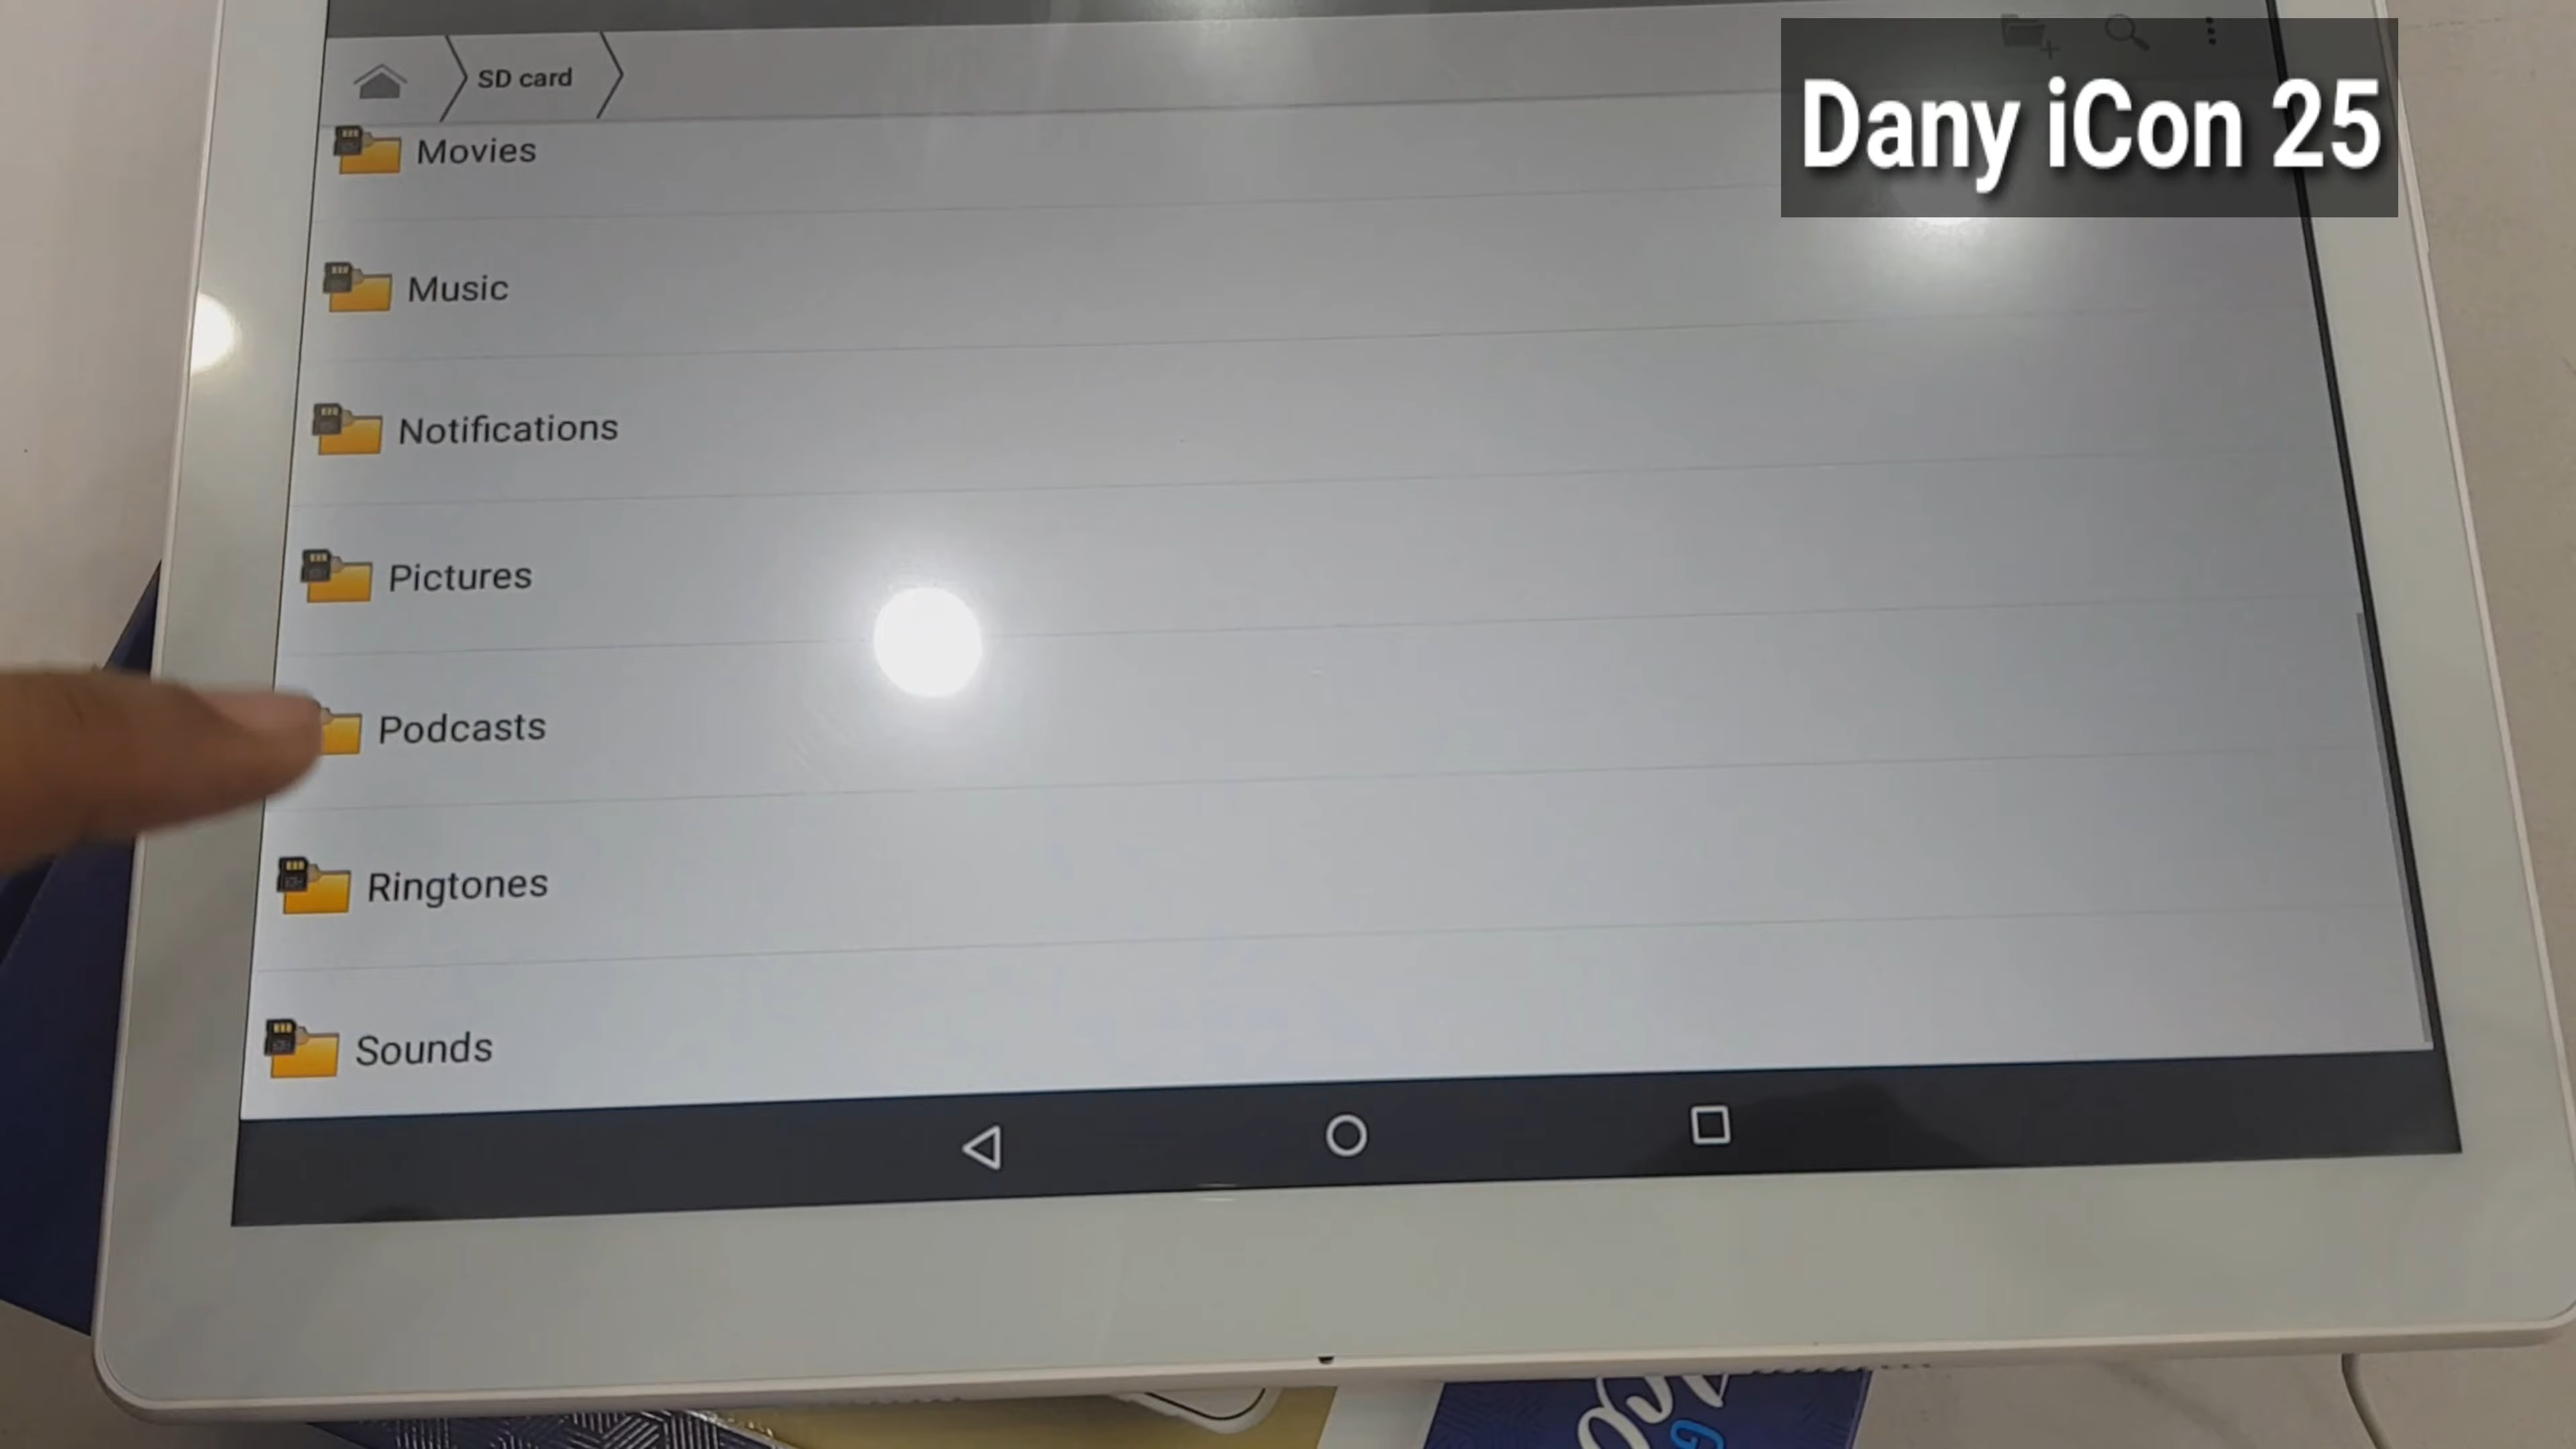 SD card
Dany iCon 25
Movies
Music
Notifications
Pictures
Podcasts
Ringtones
Sounds